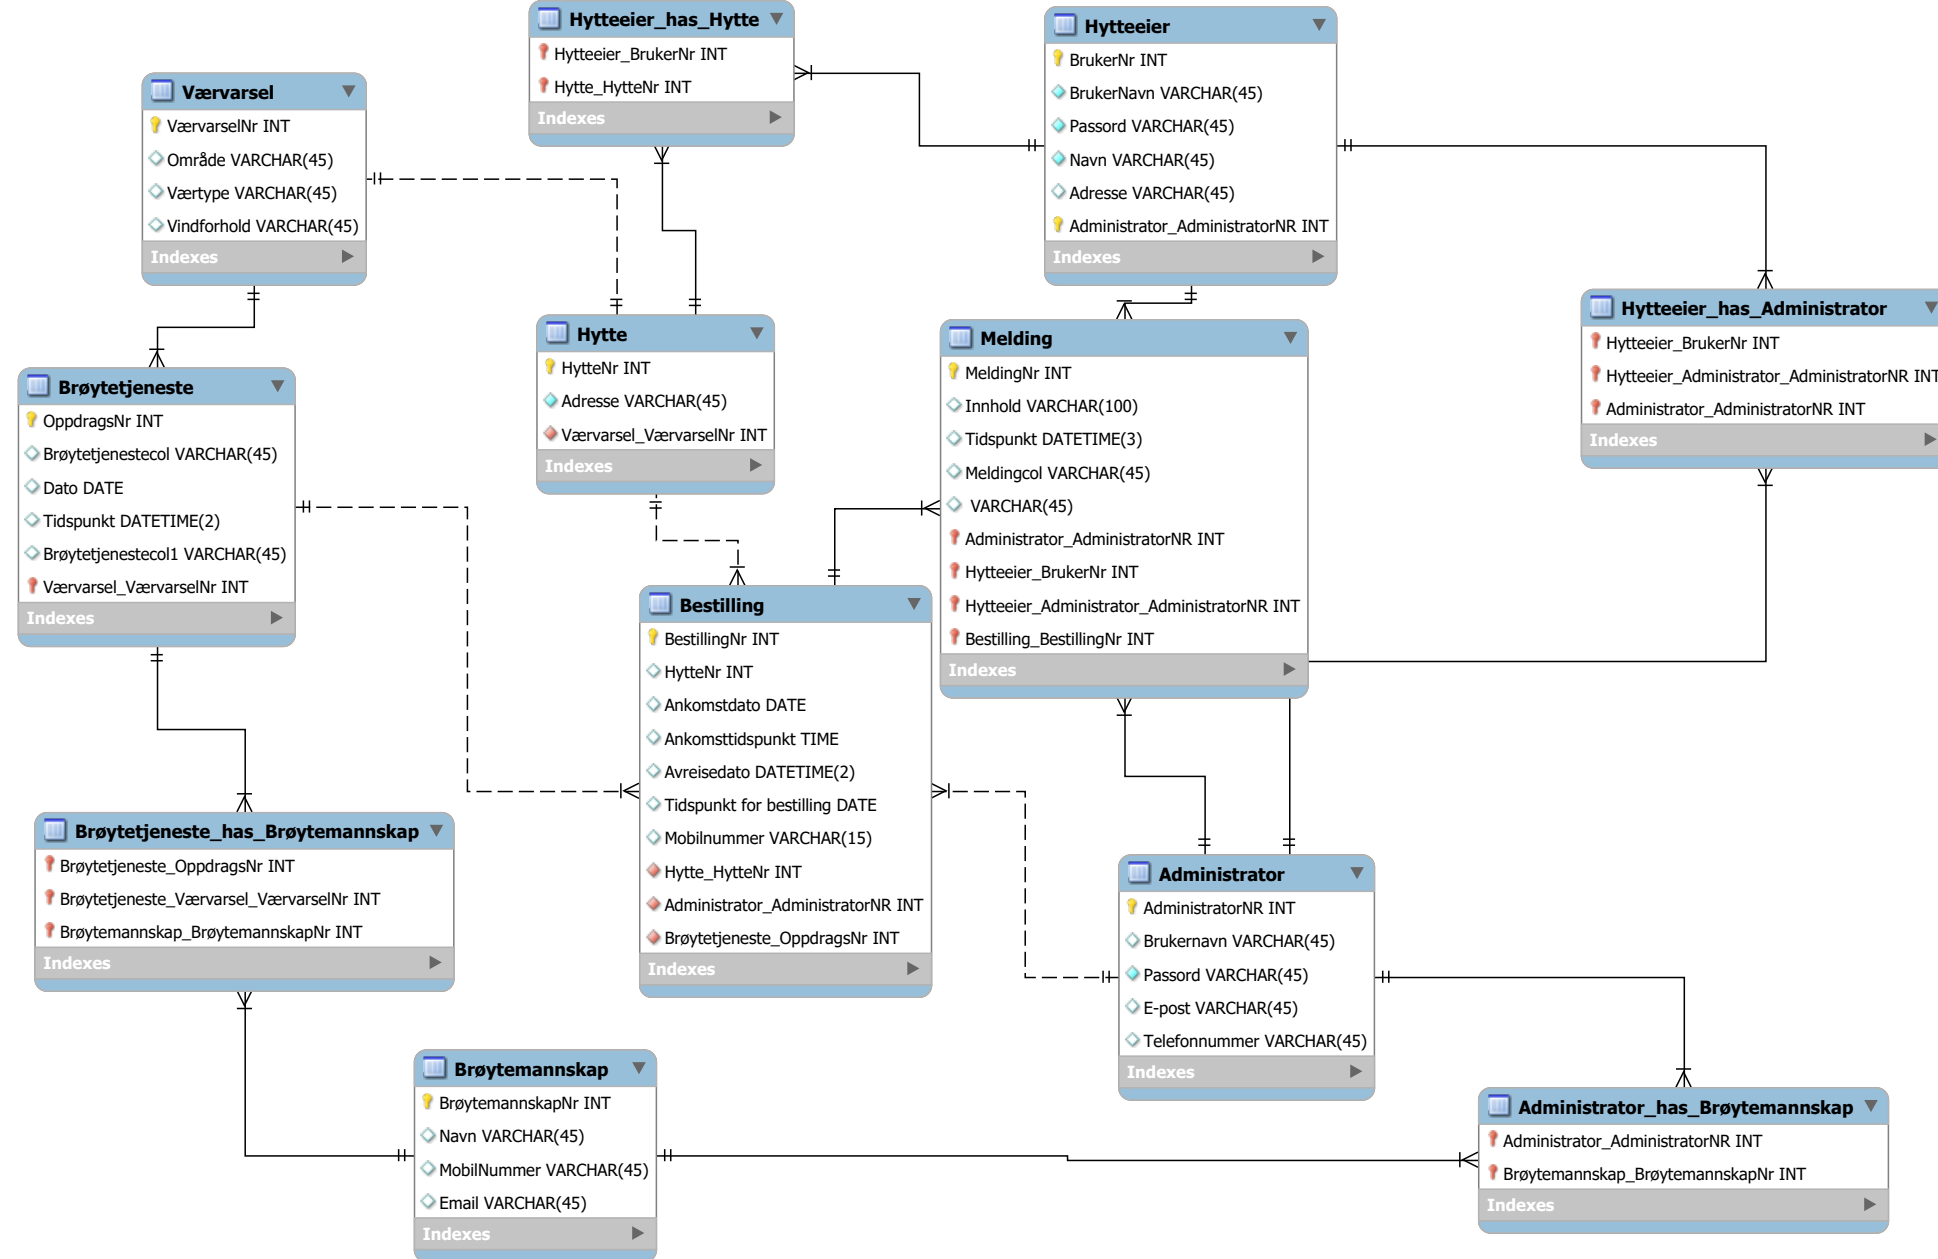 Hytteeier_has_Hytte
Hytteeier_BrukerNr INT
Hytte_HytteNr INT
Indexes
Hytteeier
BrukerNr INT
BrukerNavn VARCHAR(45)
Passord VARCHAR(45)
Navn VARCHAR(45)
Adresse VARCHAR(45)
Administrator_AdministratorNR INT
Indexes
Værvarsel
VærvarselNr INT
Område VARCHAR(45)
Værtype VARCHAR(45)
Vindforhold VARCHAR(45)
Indexes
Hytteeier_has_Administrator
Hytteeier_BrukerNr INT
Hytteeier_Administrator_AdministratorNR INT
Administrator_AdministratorNR INT
Indexes
Hytte
HytteNr INT
Adresse VARCHAR(45)
Værvarsel_VærvarselNr INT
Indexes
Melding
MeldingNr INT
Innhold VARCHAR(100)
Tidspunkt DATETIME(3)
Meldingcol VARCHAR(45)
VARCHAR(45)
Administrator_AdministratorNR INT
Hytteeier_BrukerNr INT
Hytteeier_Administrator_AdministratorNR INT
Bestilling_BestillingNr INT
Indexes
Brøytetjeneste
OppdragsNr INT
Brøytetjenestecol VARCHAR(45)
Dato DATE
Tidspunkt DATETIME(2)
Brøytetjenestecol1 VARCHAR(45)
Værvarsel_VærvarselNr INT
Indexes
Bestilling
BestillingNr INT
HytteNr INT
Ankomstdato DATE
Ankomsttidspunkt TIME
Avreisedato DATETIME(2)
Tidspunkt for bestilling DATE
Mobilnummer VARCHAR(15)
Hytte_HytteNr INT
Administrator_AdministratorNR INT
Brøytetjeneste_OppdragsNr INT
Indexes
Brøytetjeneste_has_Brøytemannskap
Brøytetjeneste_OppdragsNr INT
Brøytetjeneste_Værvarsel_VærvarselNr INT
Brøytemannskap_BrøytemannskapNr INT
Indexes
Administrator
AdministratorNR INT
Brukernavn VARCHAR(45)
Passord VARCHAR(45)
E-post VARCHAR(45)
Telefonnummer VARCHAR(45)
Indexes
Brøytemannskap
BrøytemannskapNr INT
Navn VARCHAR(45)
MobilNummer VARCHAR(45)
Email VARCHAR(45)
Indexes
Administrator_has_Brøytemannskap
Administrator_AdministratorNR INT
Brøytemannskap_BrøytemannskapNr INT
Indexes